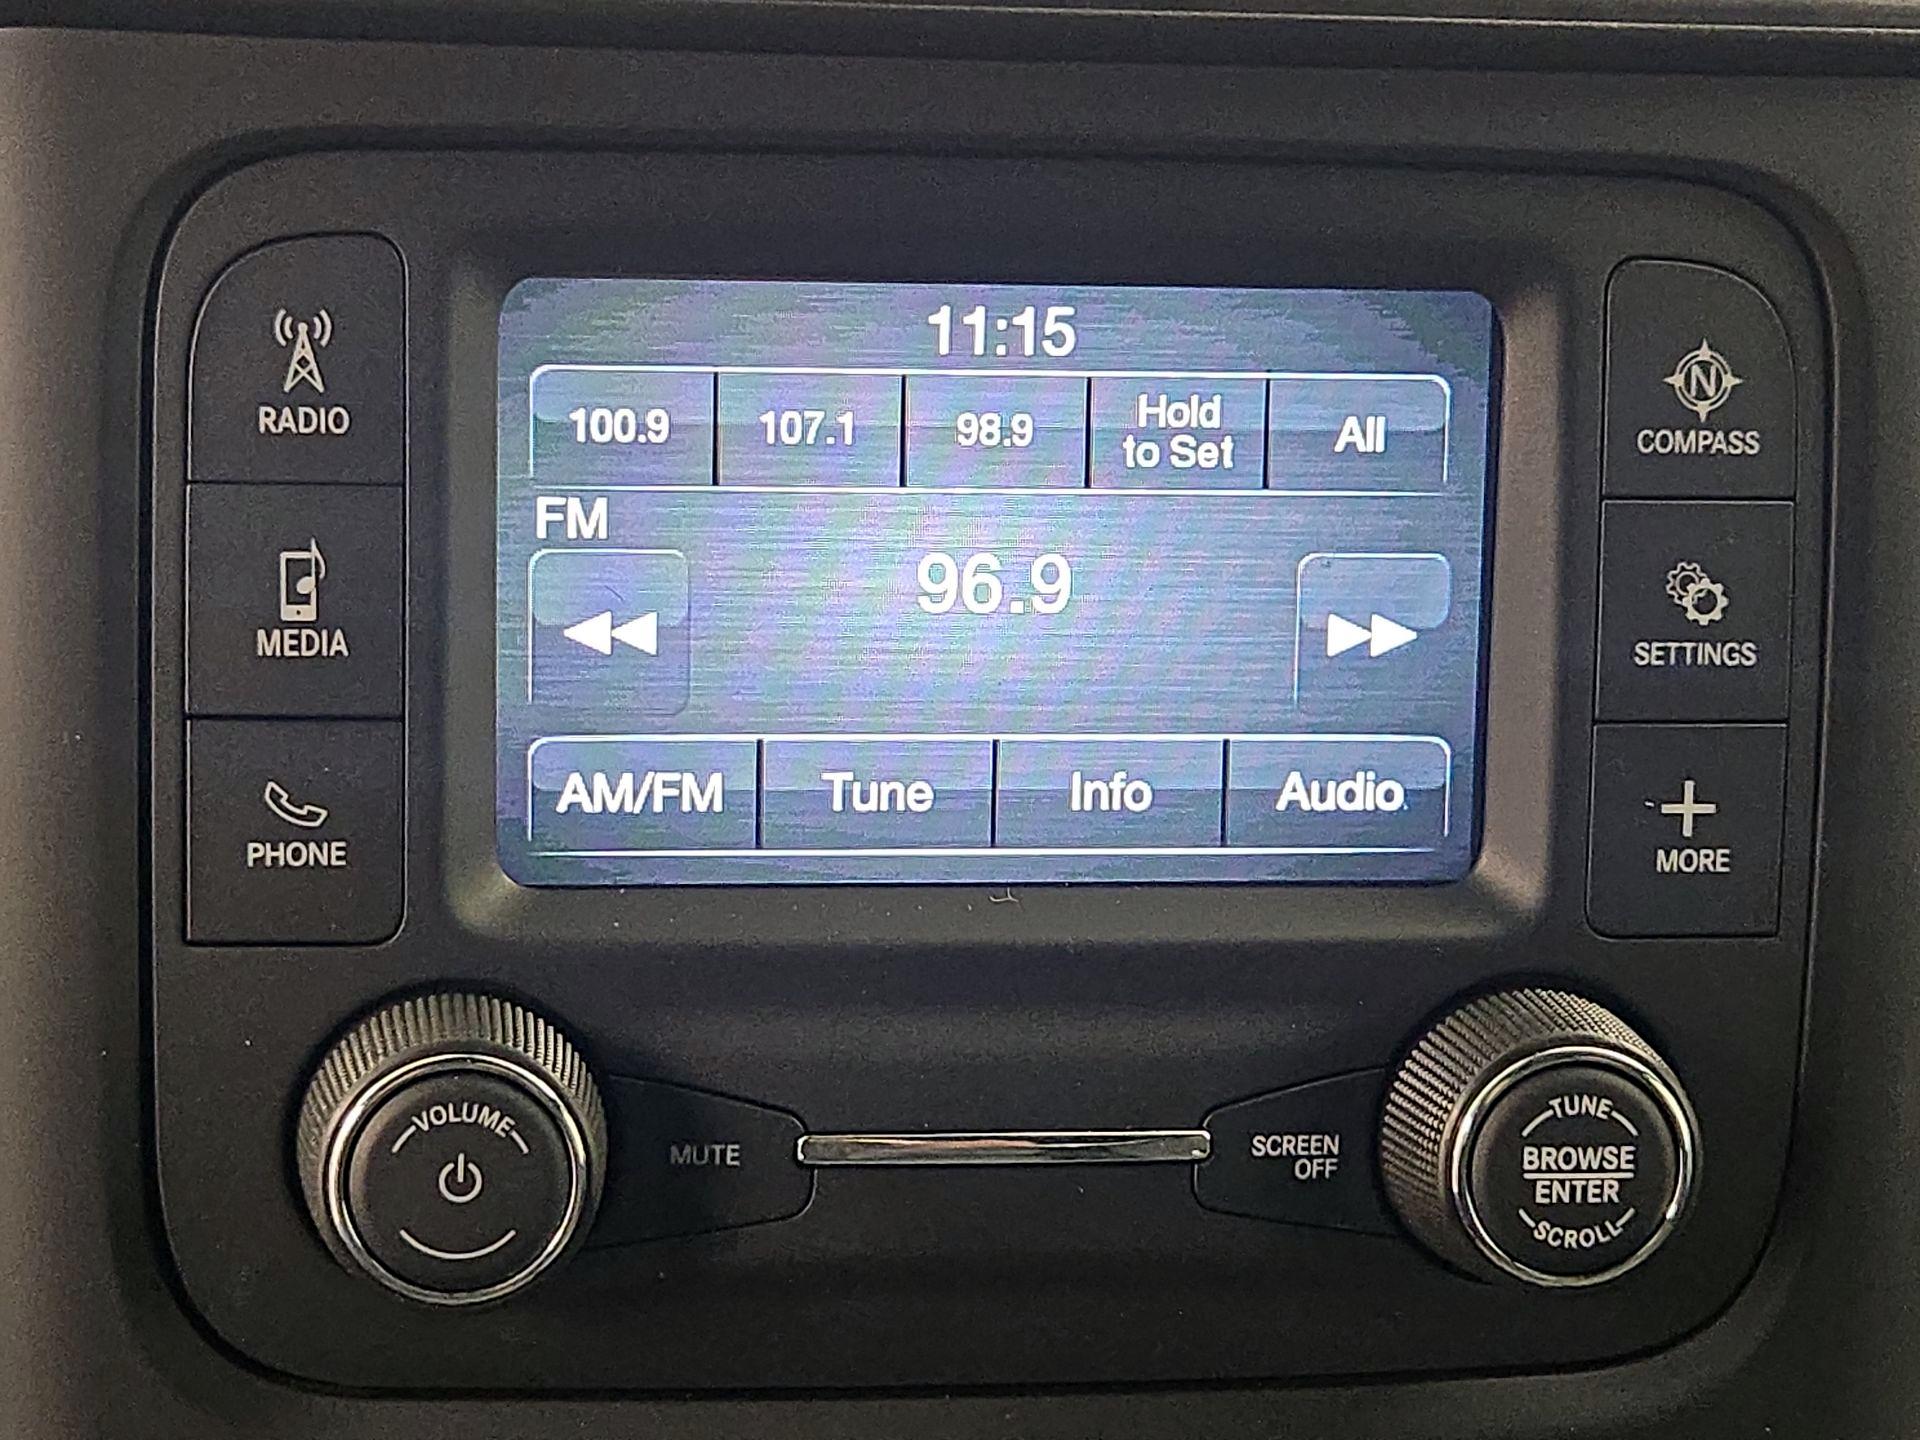 11:15
100.9
107.1
98.9
Hold
to Set
All
FM
96.9
AM/FM
Tune
Info
Audio
RADIO
MEDIA
PHONE
N
COMPASS
SETTINGS
MORE
VOLUME
MUTE
SCREEN
OFF
TUNE
BROWSE
ENTER
SCROLL